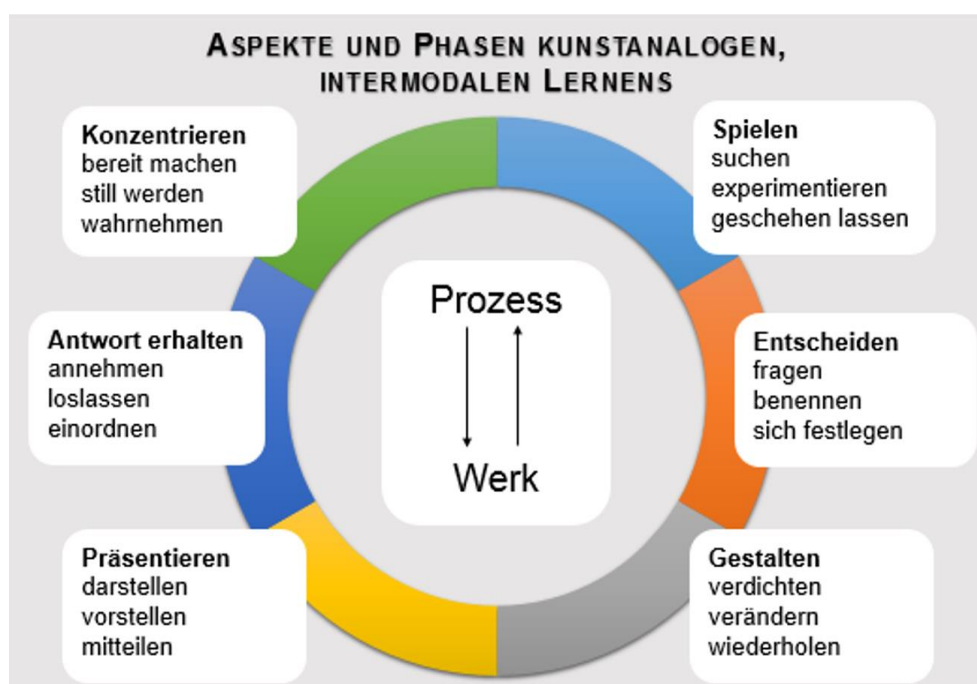 ASPEKTE UND PHASEN KUNSTANALOGEN,
INTERMODALEN LERNENS
Konzentrieren
bereit machen
still werden
wahrnehmen
Spielen
suchen
experimentieren
geschehen lassen
Antwort erhalten
annehmen
loslassen
einordnen
Prozess
Werk
Entscheiden
fragen
benennen
sich festlegen
Präsentieren
darstellen
vorstellen
mitteilen
Gestalten
verdichten
verändern
wiederholen